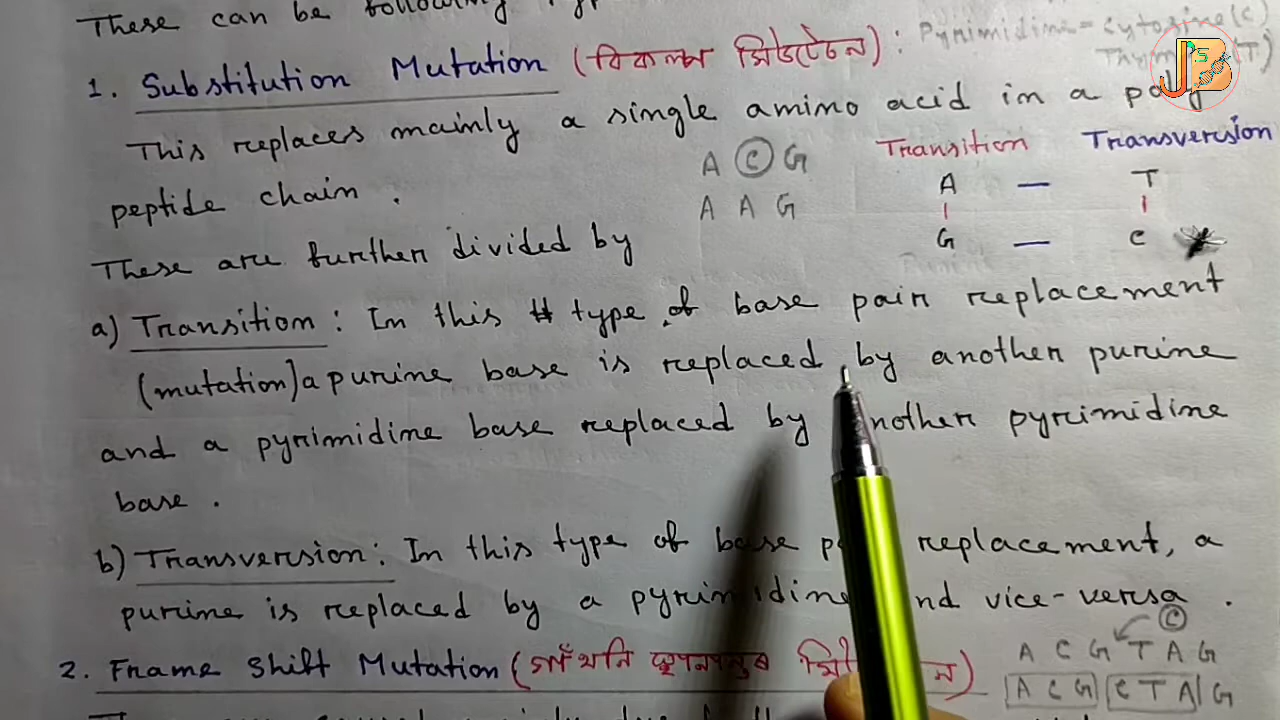 These can be following
1. Substitution Mutation (বিকল্প মিউটেটন) : Pyrimidine = Cytosine (C)
Thymine (T)
This replaces mainly a single amino acid in a poly
peptide chain .
A C G
A A G
Transition Transversion
A — T
G — C
These are further divided by
a) Transition : In this type of base pair replacement
(mutation) a purine base is replaced by another purine
and a pyrimidine base replaced by another pyrimidine
base .
b) Transversion : In this type of base replacement, a
purine is replaced by a pyrimidine and vice-versa .
2. Frame Shift Mutation (
C
A C G T A G
A C G C T A G